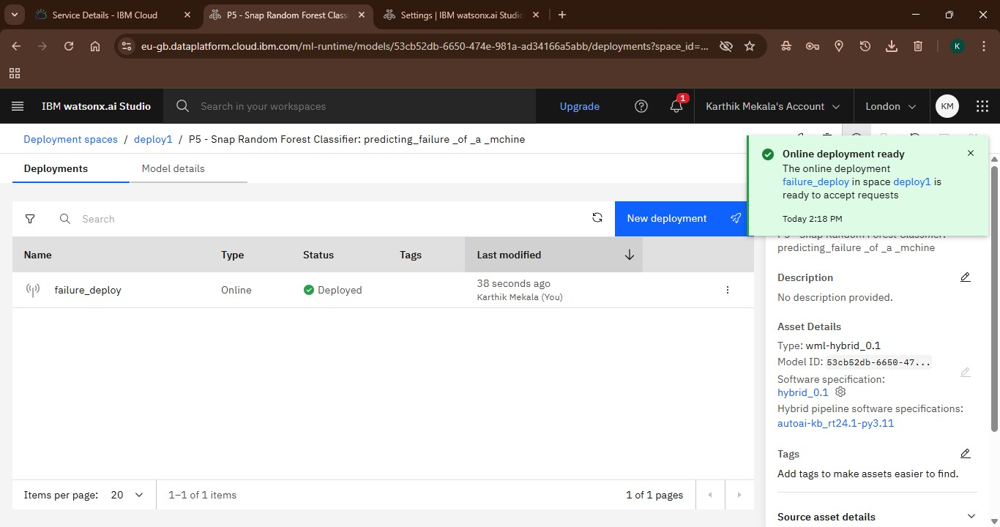 Service Details - IBM Cloud
P5 - Snap Random Forest Class
Settings | IBM watsonx.ai Studio
eu-gb.dataplatform.cloud.ibm.com/ml-runtime/models/53cb52db-6650-474e-981a-ad34166a5abb/deployments?space_id=...
K
IBM watsonx.ai Studio
Search in your workspaces
Upgrade
1
Karthik Mekala's Account
London
KM
Deployment spaces / deploy1 / P5 - Snap Random Forest Classifier: predicting_failure _of _a _mchine
Deployments
Model details
Online deployment ready
The online deployment
failure_deploy in space deploy1 is
ready to accept requests
Today 2:18 PM
Search
New deployment
Name
Type
Status
Tags
Last modified
failure_deploy
Online
Deployed
38 seconds ago
Karthik Mekala (You)
P5 - Snap Random Forest Classifier:
predicting_failure _of _a _mchine
Description
No description provided.
Asset Details
Type: wml-hybrid_0.1
Model ID: 53cb52db-6650-47...
Software specification:
hybrid_0.1
Hybrid pipeline software specifications:
autoai-kb_rt24.1-py3.11
Tags
Add tags to make assets easier to find.
Source asset details
Items per page: 20
1–1 of 1 items
1 of 1 pages